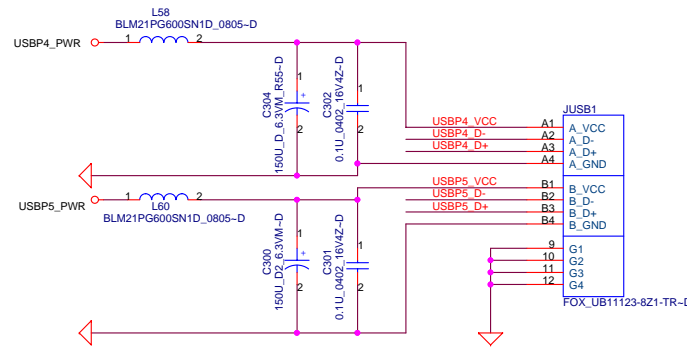 L58
BLM21PG600SN1D_0805~D
USBP4_PWR
1
2
C304
150U_D_6.3VM_R55~D
1
+
2
C302
0.1U_0402_16V4Z~D
1
2
JUSB1
USBP4_VCC A1 A_VCC
USBP4_D- A2 A_D-
USBP4_D+ A3 A_D+
A4 A_GND
USBP5_VCC B1 B_VCC
USBP5_D- B2 B_D-
USBP5_D+ B3 B_D+
B4 B_GND
USBP5_PWR
1
2
L60
BLM21PG600SN1D_0805~D
C300
150U_D2_6.3VM~D
1
+
2
C301
0.1U_0402_16V4Z~D
1
2
9 G1
10 G2
11 G3
12 G4
FOX_UB11123-8Z1-TR~D